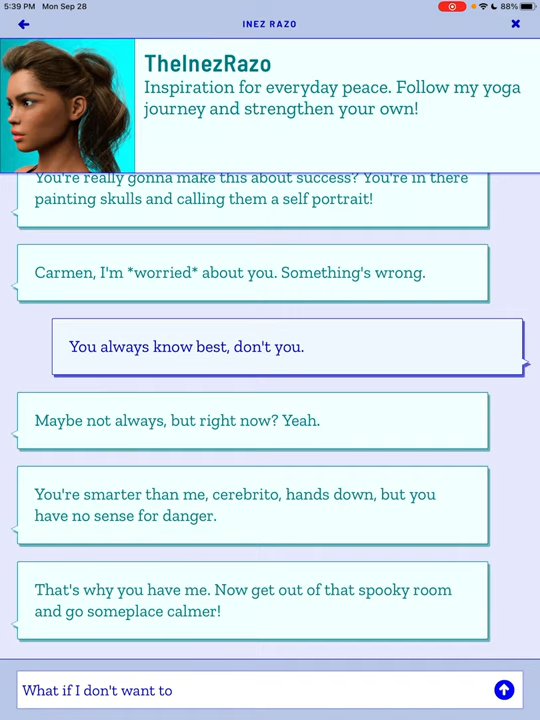 5:39 PM Mon Sep 28
88%
INEZ RAZO
TheInezRazo
Inspiration for everyday peace. Follow my yoga
journey and strengthen your own!
You're really gonna make this about success? You're in there
painting skulls and calling them a self portrait!
Carmen, I'm *worried* about you. Something's wrong.
You always know best, don't you.
Maybe not always, but right now? Yeah.
You're smarter than me, cerebrito, hands down, but you
have no sense for danger.
That's why you have me. Now get out of that spooky room
and go someplace calmer!
What if I don't want to